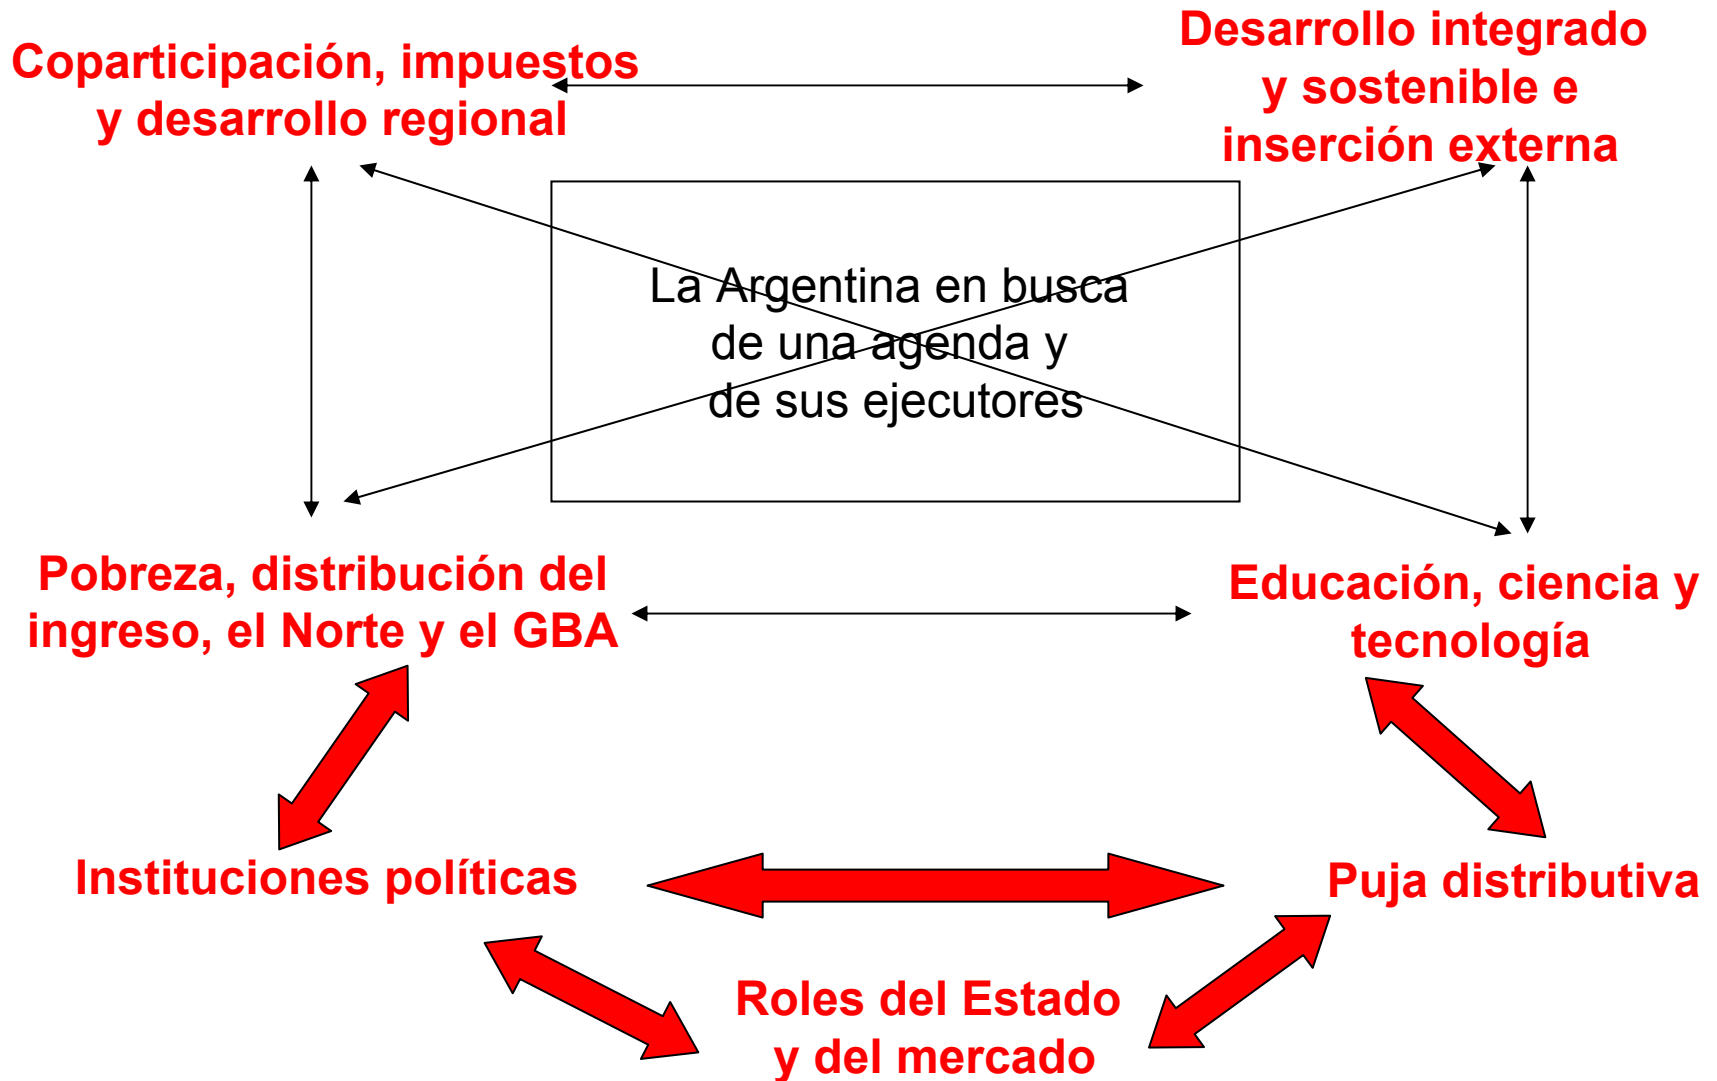 Coparticipación, impuestos
y desarrollo regional
Desarrollo integrado
y sostenible e
inserción externa
La Argentina en busca
de una agenda y
de sus ejecutores
Pobreza, distribución del
ingreso, el Norte y el GBA
Educación, ciencia y
tecnología
Instituciones políticas
Puja distributiva
Roles del Estado
y del mercado